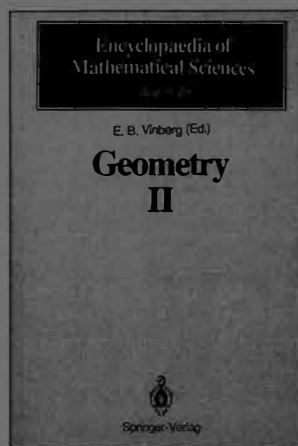 Encyclopaedia of
Mathematical Sciences
E. B. Vinberg (Ed.)
Geometry
II
Springer-Verlag